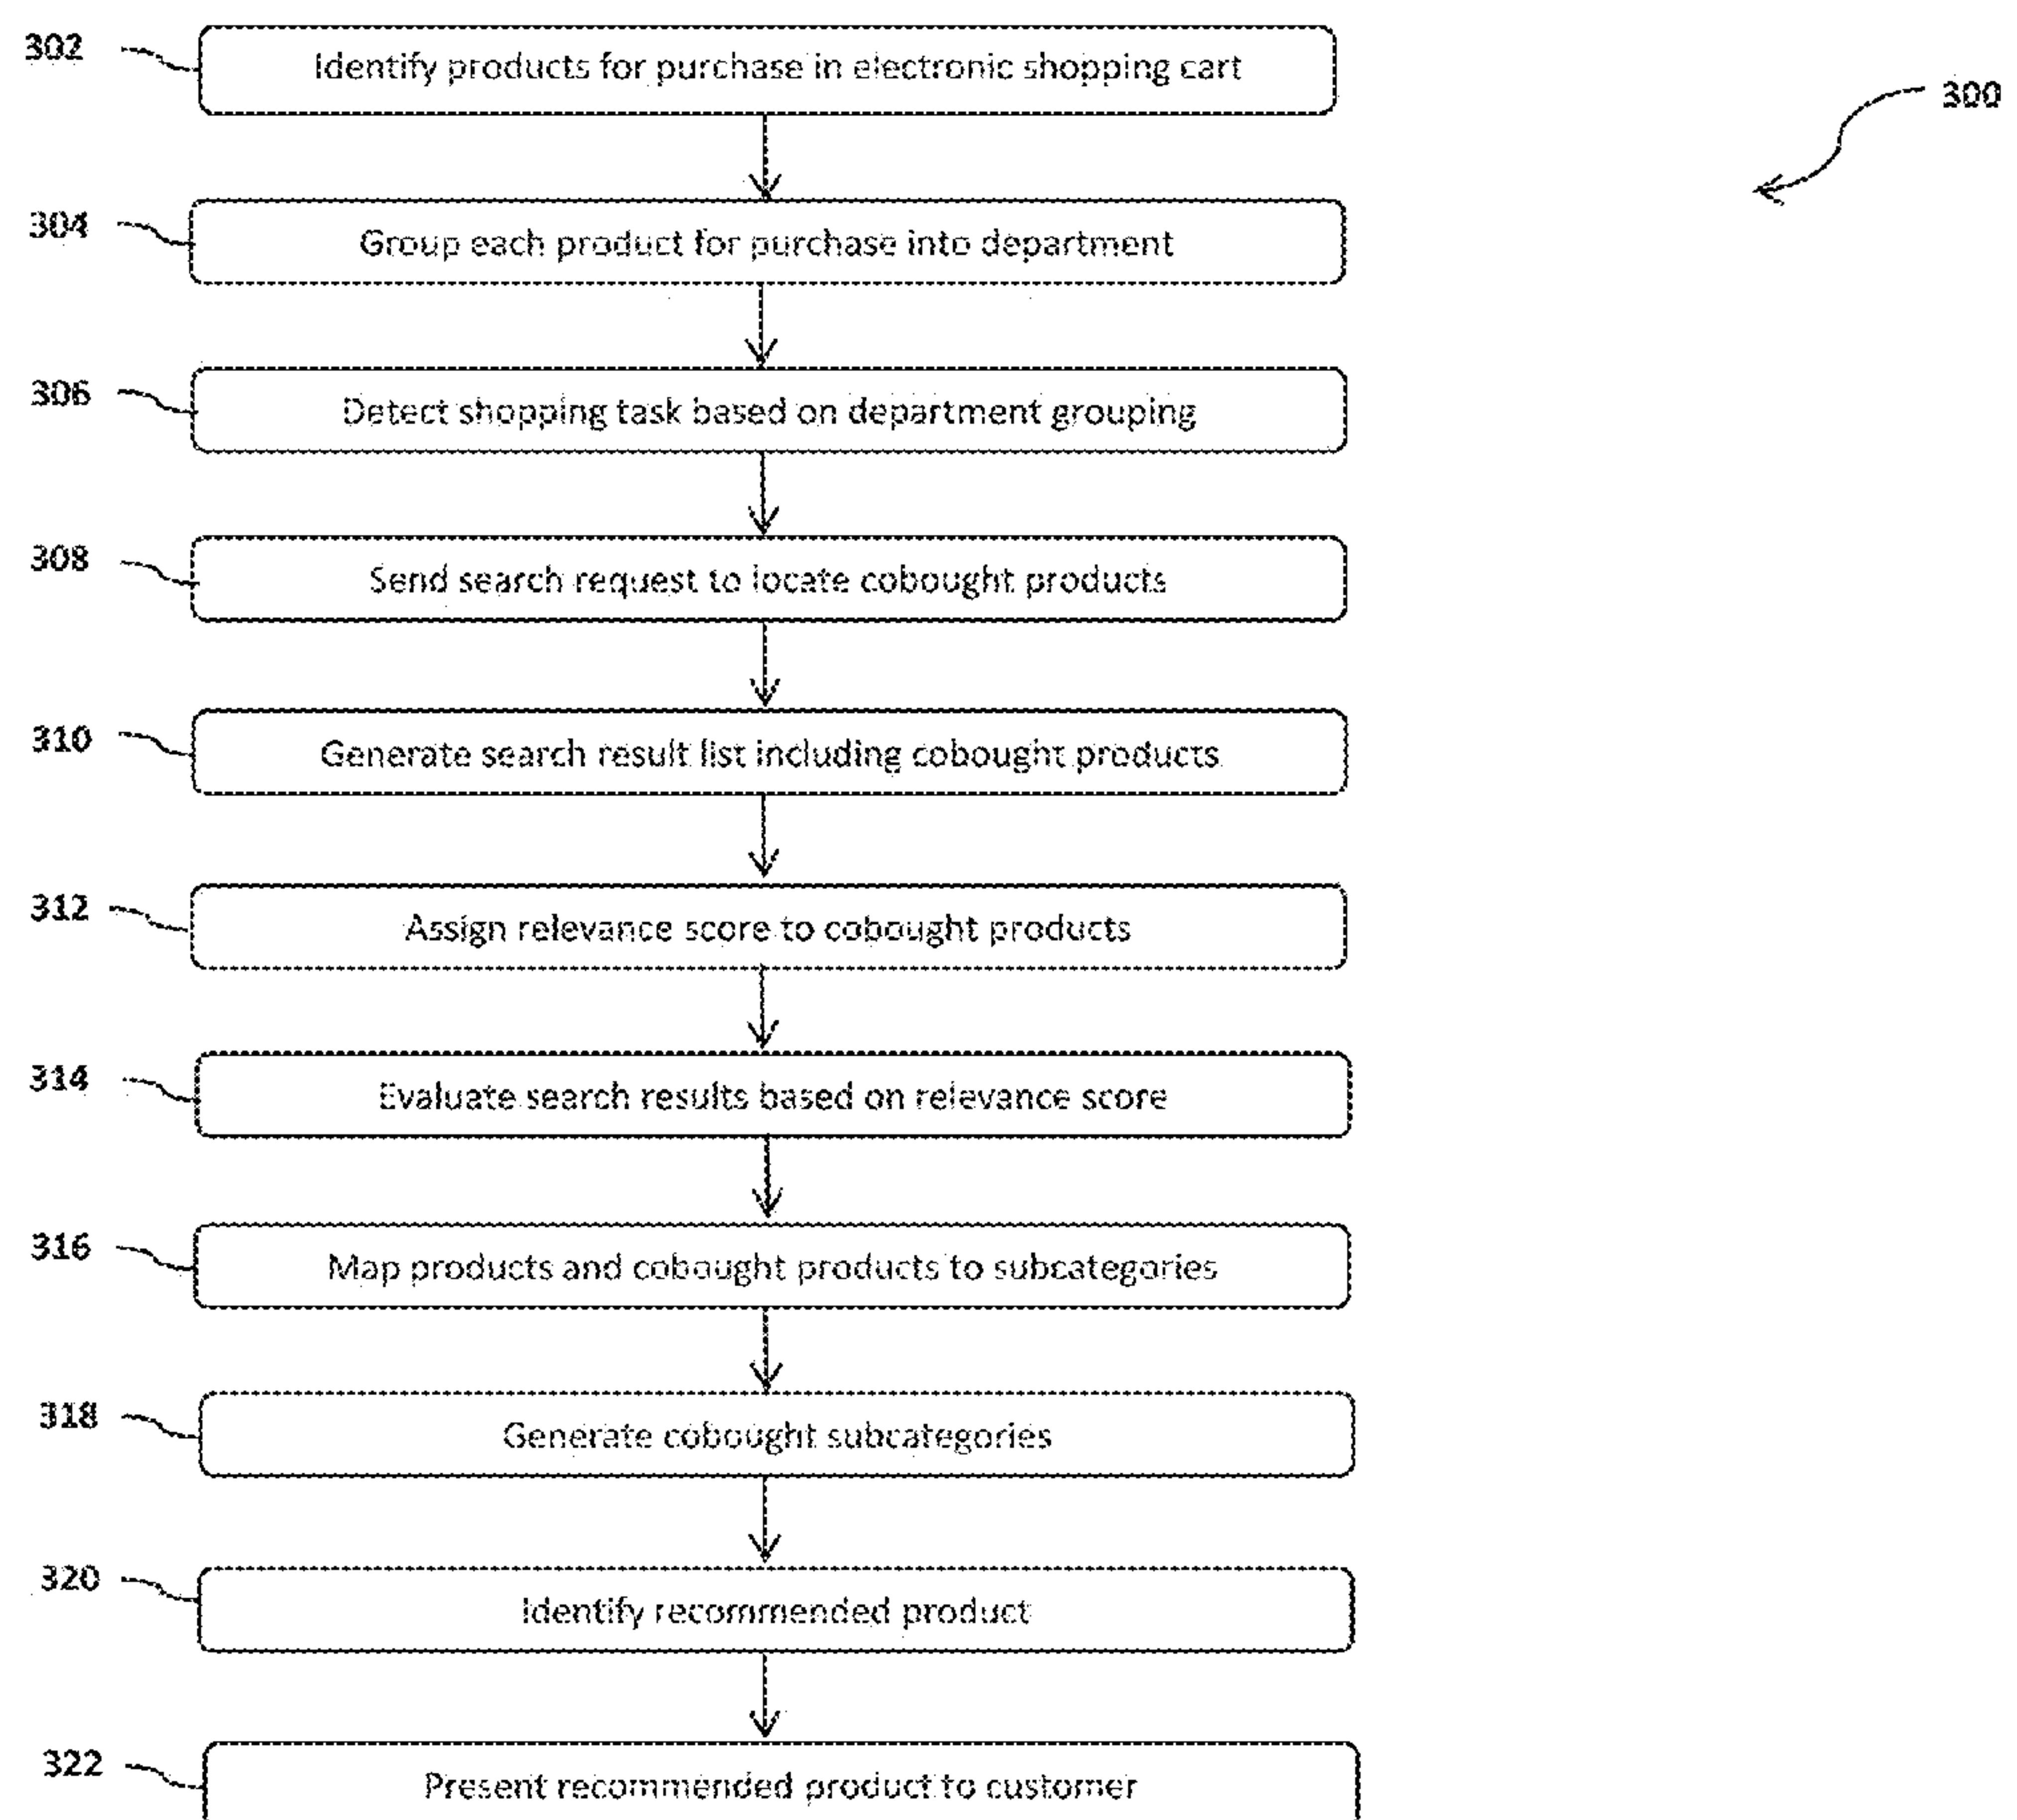 302
Identify products for purchase in electronic shopping cart
300
304
Group each product for purchase into department
306
Detect shopping task based on department grouping
308
Send search request to locate cobought products
310
Generate search result list including cobought products
312
Assign relevance score to cobought products
314
Evaluate search results based on relevance score
316
Map products and cobought products to subcategories
318
Generate cobought subcategories
320
Identify recommended product
322
Present recommended product to customer